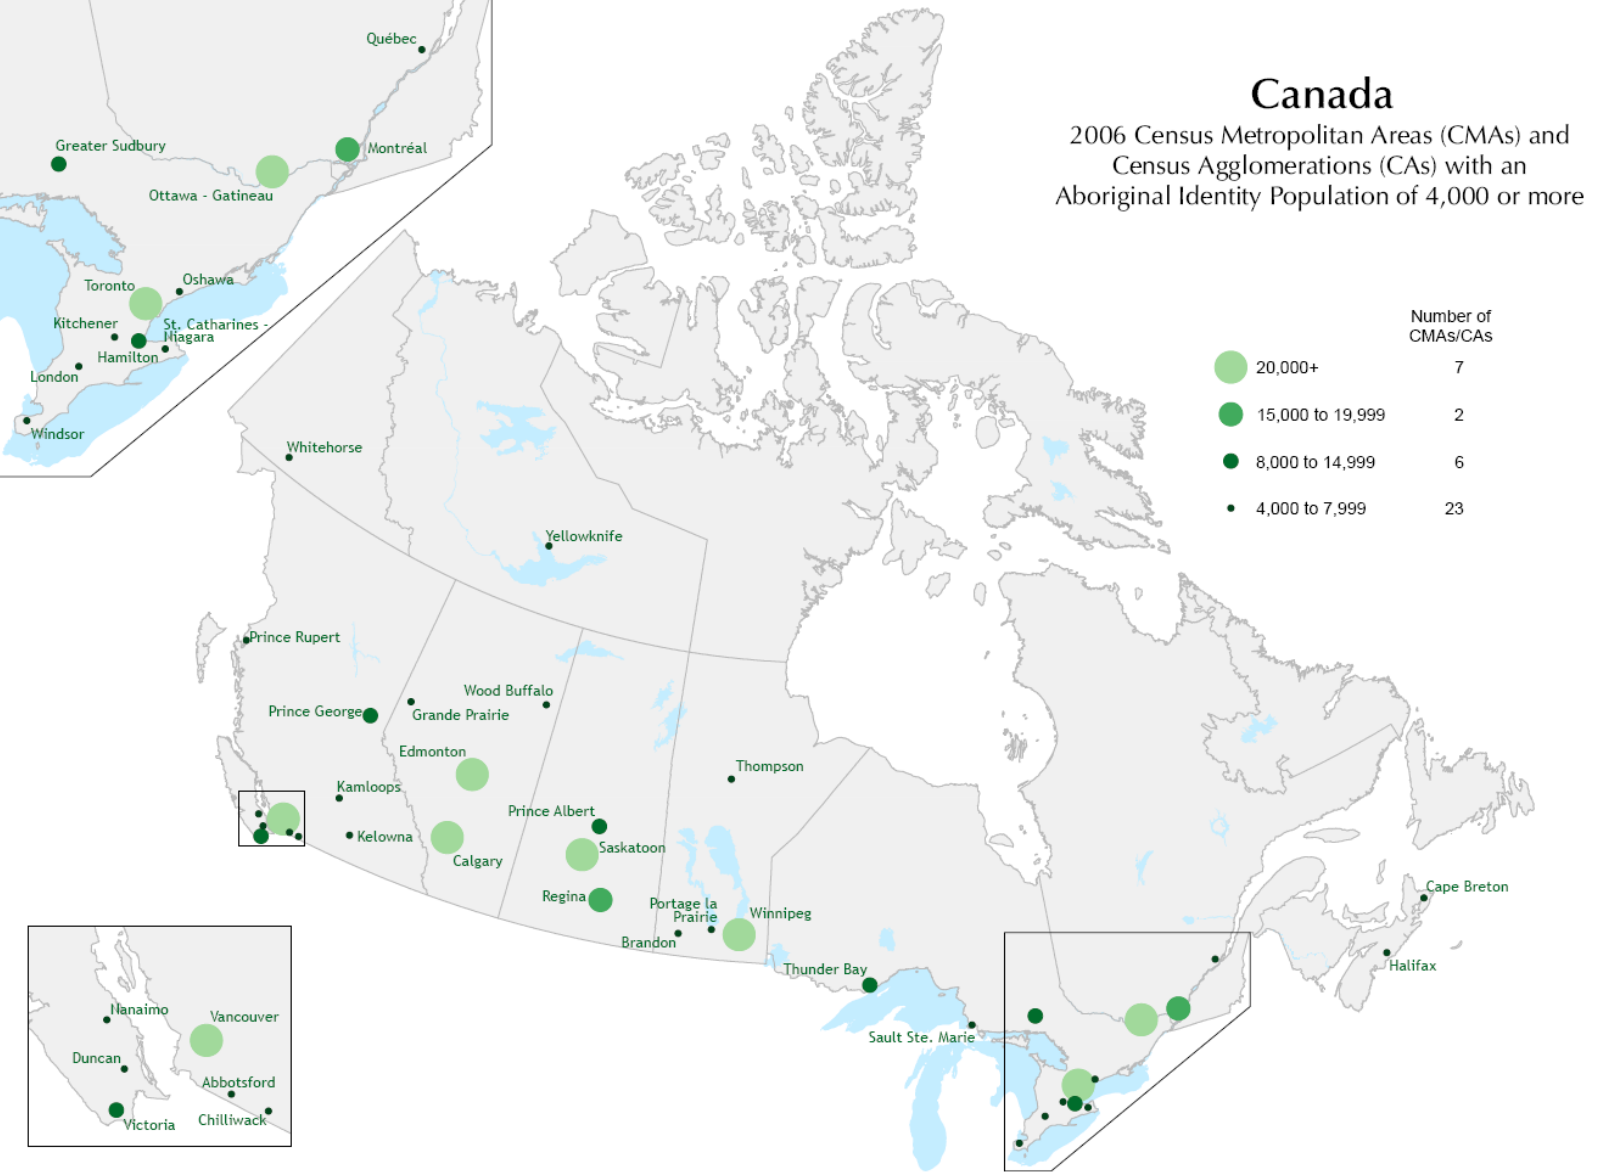 Canada
2006 Census Metropolitan Areas (CMAs) and
Census Agglomerations (CAs) with an
Aboriginal Identity Population of 4,000 or more
Number of
CMAs/CAs
20,000+ 7
15,000 to 19,999 2
8,000 to 14,999 6
4,000 to 7,999 23
Québec
Greater Sudbury
Montréal
Ottawa - Gatineau
Oshawa
Toronto
Kitchener
St. Catharines -
Niagara
Hamilton
London
Windsor
Whitehorse
Yellowknife
Prince Rupert
Wood Buffalo
Prince George
Grande Prairie
Edmonton
Thompson
Kamloops
Prince Albert
Kelowna
Saskatoon
Calgary
Regina
Portage la
Prairie
Winnipeg
Brandon
Thunder Bay
Sault Ste. Marie
Cape Breton
Halifax
Nanaimo
Vancouver
Duncan
Abbotsford
Chilliwack
Victoria